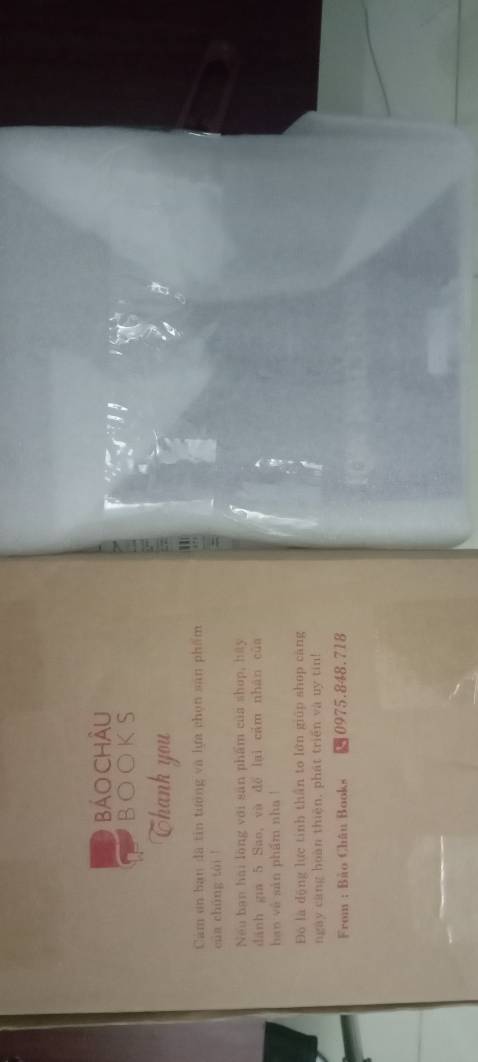 BẢO CHÂU
BOOKS
Thank you
Cảm ơn bạn đã tin tưởng và lựa chọn sản phẩm
của chúng tôi !
Nếu bạn hài lòng với sản phẩm của shop, hãy
đánh giá 5 Sao, và để lại cảm nhận của
bạn về sản phẩm nha !
Đó là động lực tinh thần to lớn giúp shop càng
ngày càng hoàn thiện, phát triển và uy tín!
From : Bảo Châu Books 0975.848.718